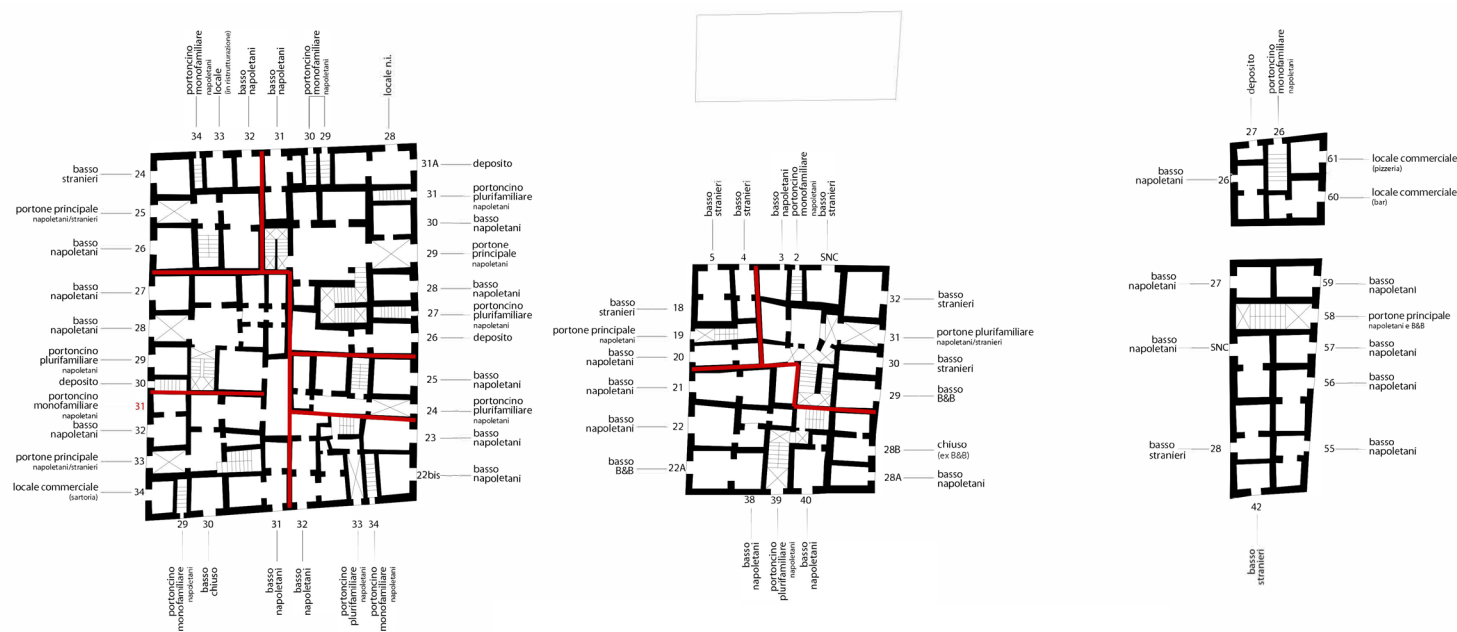 portoncino
monofamiliare
napoletani
locale
(in ristrutturazione)
basso
napoletani
basso
napoletani
portoncino
monofamiliare
napoletani
locale n.i.
34
33
32
31
30
29
28
basso
stranieri
24
portone principale
napoletani/stranieri
25
basso
napoletani
26
basso
napoletani
27
basso
napoletani
28
portoncino
plurifamiliare
napoletani
29
deposito
30
portoncino
monofamiliare
napoletani
31
basso
napoletani
32
portone principale
napoletani/stranieri
33
locale commerciale
(sartoria)
34
31A
deposito
31
portoncino
plurifamiliare
napoletani
30
basso
napoletani
29
portone
principale
napoletani
28
basso
napoletani
27
portoncino
plurifamiliare
napoletani
26
deposito
25
basso
napoletani
24
portoncino
plurifamiliare
napoletani
23
basso
napoletani
22bis
basso
napoletani
29
30
31
32
33
34
portoncino
monofamiliare
napoletani
basso
chiuso
basso
napoletani
basso
napoletani
portoncino
plurifamiliare
napoletani
portoncino
monofamiliare
napoletani
basso
stranieri
basso
stranieri
basso
napoletani
portoncino
monofamiliare
napoletani
basso
stranieri
5
4
3
2
SNC
basso
stranieri
18
portone principale
napoletani
19
basso
napoletani
20
basso
napoletani
21
basso
napoletani
22
basso
B&B
22A
32
basso
stranieri
31
portone plurifamiliare
napoletani/stranieri
30
basso
stranieri
29
basso
B&B
28B
chiuso
(ex B&B)
28A
basso
napoletani
38
39
40
basso
napoletani
portoncino
plurifamiliare
napoletani
basso
napoletani
deposito
portoncino
monofamiliare
napoletani
27
26
basso
napoletani
26
61
locale commerciale
(pizzeria)
60
locale commerciale
(bar)
basso
napoletani
27
basso
napoletani
SNC
basso
stranieri
28
59
basso
napoletanI
58
portone principale
napoletani e B&B
57
basso
napoletani
56
basso
napoletani
55
basso
napoletani
42
basso
stranieri